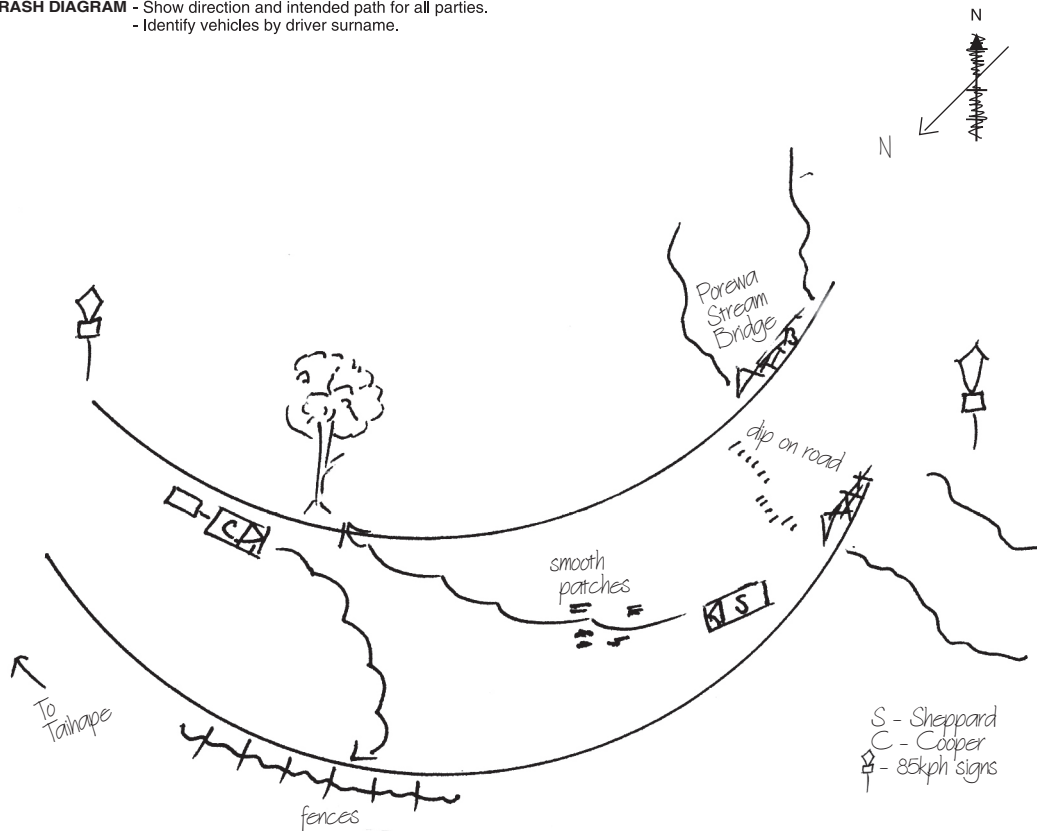 RASH DIAGRAM - Show direction and intended path for all parties.
- Identify vehicles by driver surname.
N
N
Porewa
Stream
Bridge
dip on road
C
smooth
patches
S
To
Taihape
fences
S - Sheppard
C - Cooper
- 85kph signs